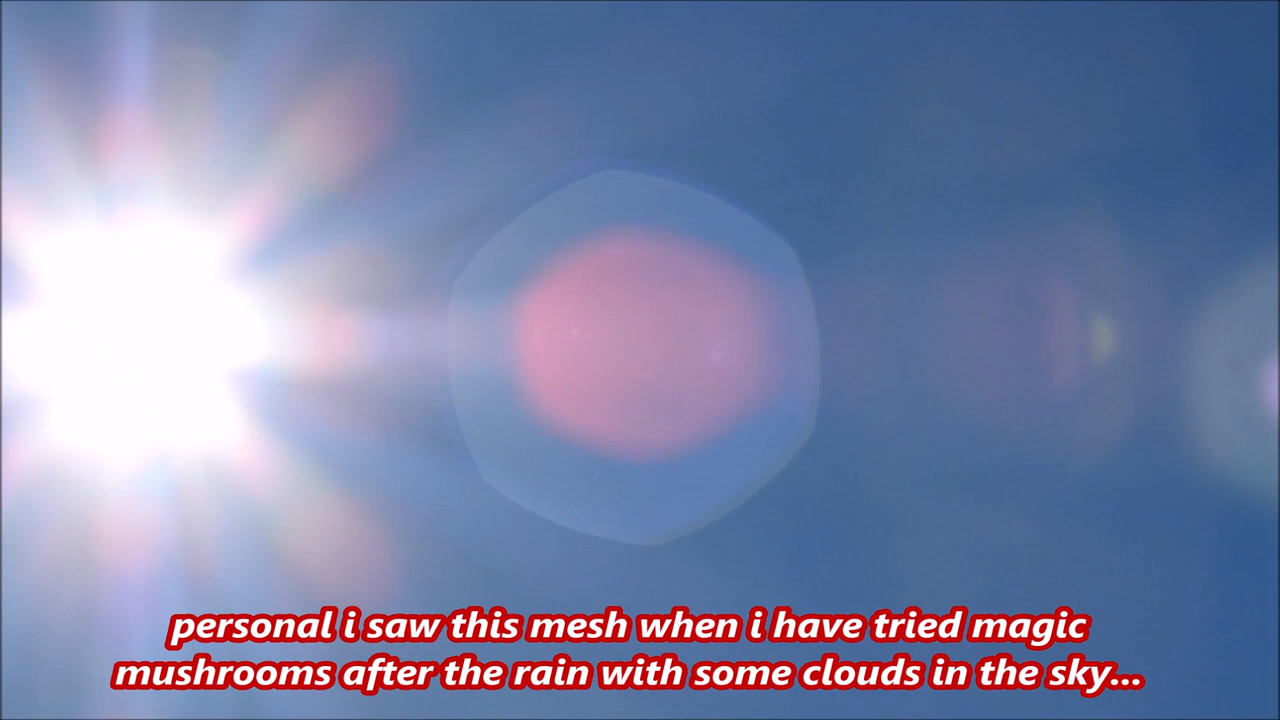 personal i saw this mesh when i have tried magic
mushrooms after the rain with some clouds in the sky...